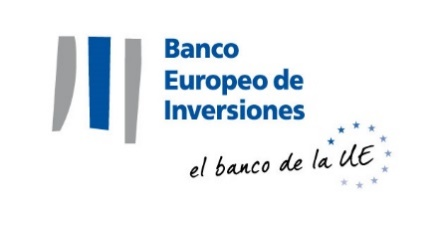 Banco
Europeo de
Inversiones
el banco de la UE